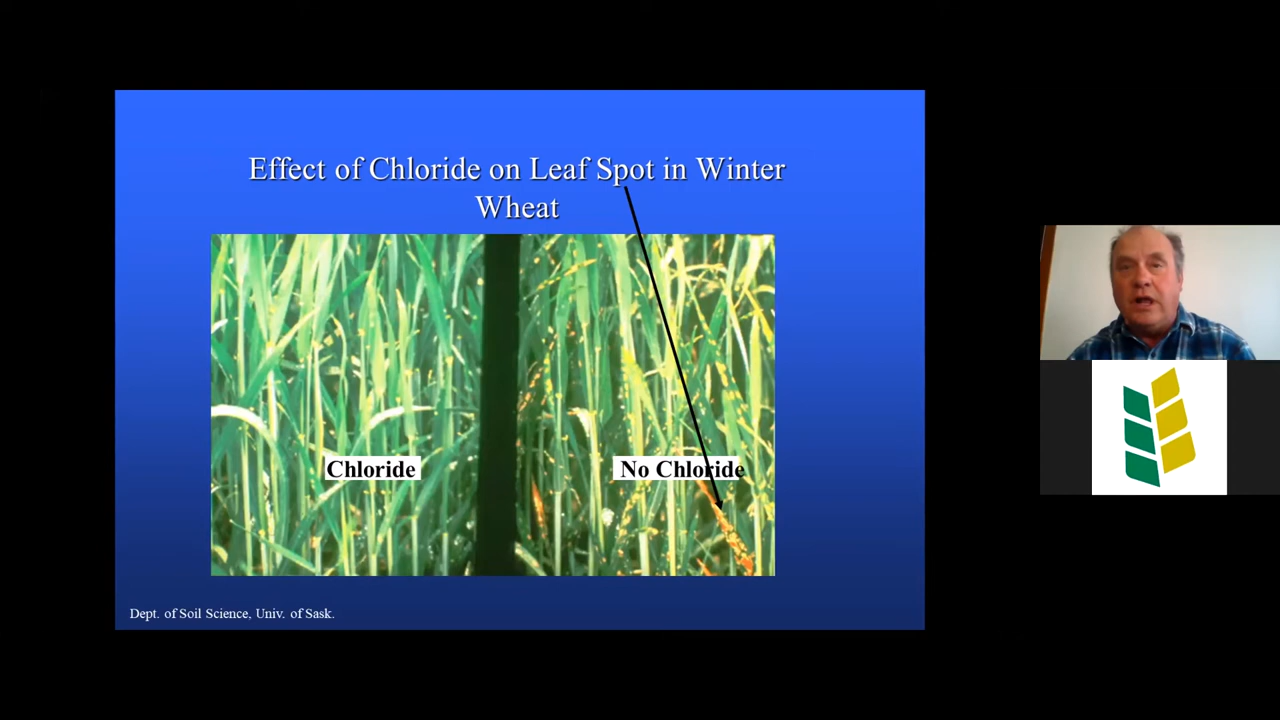 Effect of Chloride on Leaf Spot in Winter
Wheat
Chloride
No Chloride
Dept. of Soil Science, Univ. of Sask.